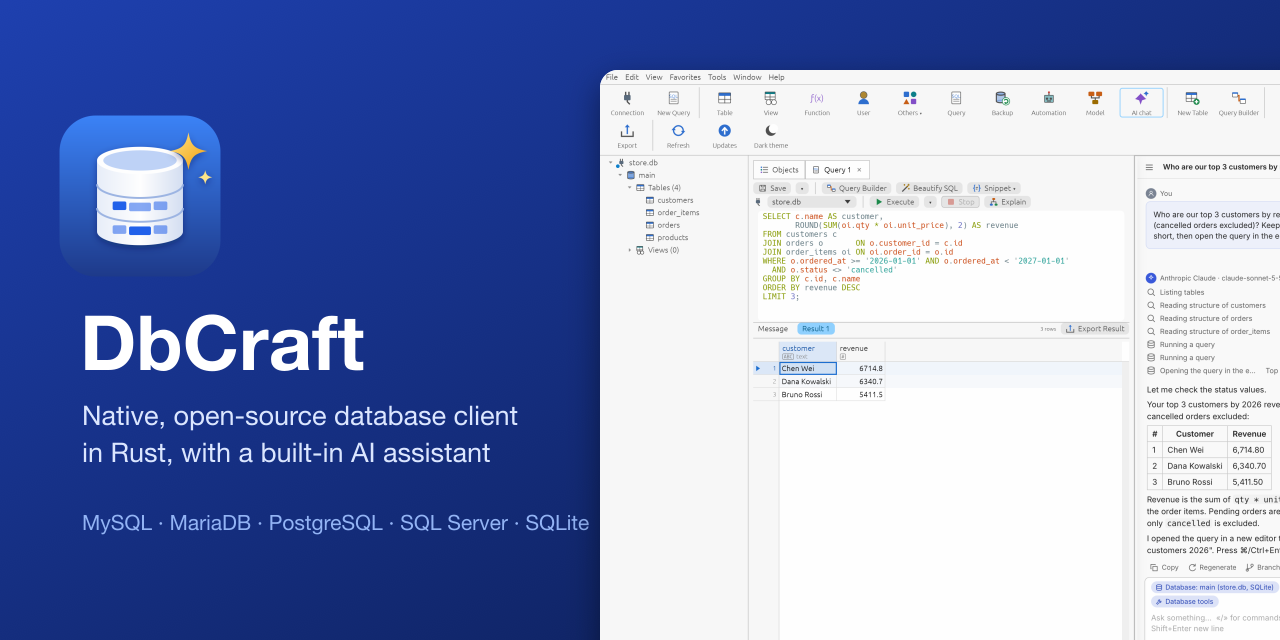 DbCraft
Native, open-source database client
in Rust, with a built-in AI assistant
MySQL · MariaDB · PostgreSQL · SQL Server · SQLite
File Edit View Favorites Tools Window Help
Connection New Query Table View Function User Others Query Backup Automation Model AI chat New Table Query Builder
f(x)
Export Refresh Updates Dark theme
store.db
main
Tables (4)
customers
order_items
orders
products
Views (0)
Objects Query 1 ×
Save Query Builder Beautify SQL Snippet
store.db Execute Stop Explain
SELECT c.name AS customer,
ROUND(SUM(oi.qty * oi.unit_price), 2) AS revenue
FROM customers c
JOIN orders o ON o.customer_id = c.id
JOIN order_items oi ON oi.order_id = o.id
WHERE o.ordered_at >= '2026-01-01' AND o.ordered_at < '2027-01-01'
AND o.status <> 'cancelled'
GROUP BY c.id, c.name
ORDER BY revenue DESC
LIMIT 3;
Message Result 1 3 rows Export Result
customer revenue
ABC text #
1 Chen Wei 6714.8
2 Dana Kowalski 6340.7
3 Bruno Rossi 5411.5
Who are our top 3 customers by
You
Who are our top 3 customers by re
(cancelled orders excluded)? Keep
short, then open the query in the e
Anthropic Claude · claude-sonnet-5
Listing tables
Reading structure of customers
Reading structure of orders
Reading structure of order_items
Running a query
Running a query
Opening the query in the e... Top
Let me check the status values.
Your top 3 customers by 2026 reve
cancelled orders excluded:
# Customer Revenue
1 Chen Wei 6,714.80
2 Dana Kowalski 6,340.70
3 Bruno Rossi 5,411.50
Revenue is the sum of qty * unit
the order items. Pending orders are
only cancelled is excluded.
I opened the query in a new editor t
customers 2026". Press ⌘/Ctrl+Ent
Copy Regenerate Branch
Database: main (store.db, SQLite)
Database tools
Ask something... </> for command
Shift+Enter new line